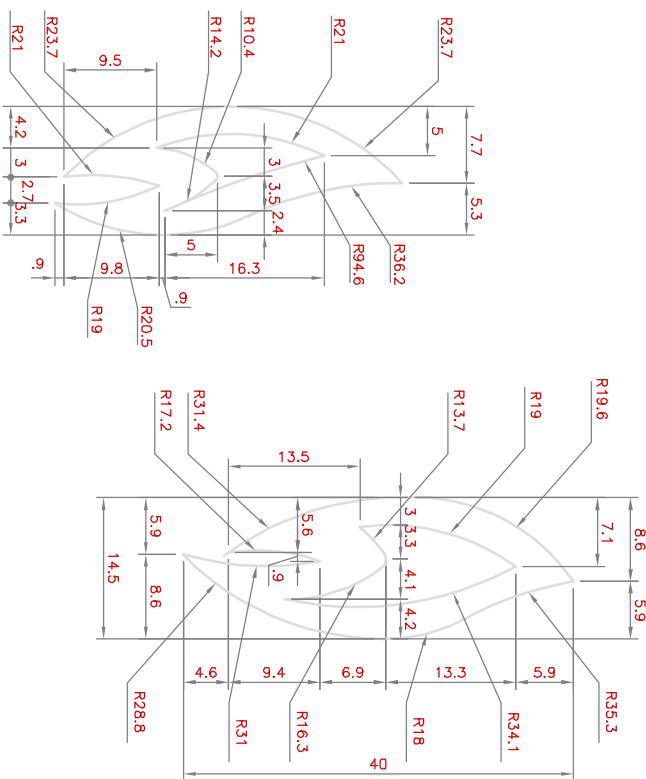 R21
R23.7
R14.2
R10.4
R21
R23.7
9.5
4.2
3
2.7
3.3
3
3.5
2.4
5
7.7
5.3
5
.9
9.8
16.3
.9
R19
R20.5
R94.6
R36.2
R17.2
R31.4
R13.7
R19
R19.6
13.5
5.9
14.5
8.6
5.6
.9
3
3.3
4.1
4.2
7.1
8.6
5.9
4.6
9.4
6.9
13.3
5.9
R28.8
R31
R16.3
R18
R34.1
R35.3
40